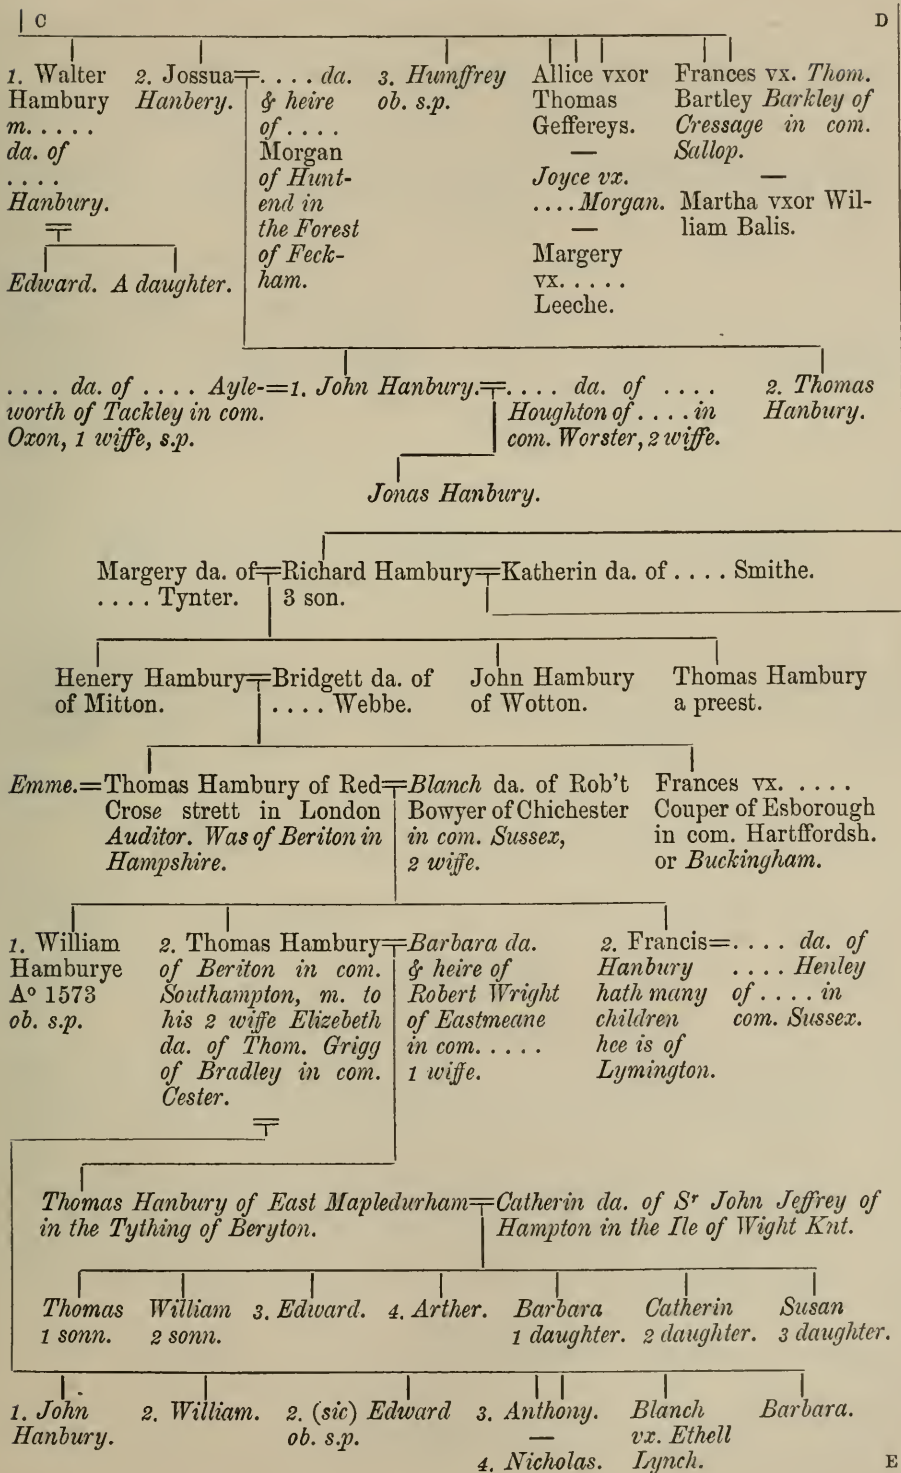 C D
1. Walter Hambury m. . . . . . da. of . . . . Hanbury.
2. Jossua Hanbery.
. . . . da. & heire of . . . . Morgan of Hunt-end in the Forest of Feck-ham.
3. Humffrey ob. s.p.
Allice vxor Thomas Geffereys.
—
Joyce vx. . . . . Morgan.
—
Margery vx. . . . . . Leeche.
Frances vx. Thom. Bartley Barkley of Cressage in com. Sallop.
—
Martha vxor Wil-liam Balis.
Edward. A daughter.
. . . . da. of . . . . Ayle-worth of Tackley in com. Oxon, 1 wiffe, s.p.
1. John Hanbury.
. . . . da. of . . . . Houghton of . . . . in com. Worster, 2 wiffe.
2. Thomas Hanbury.
Jonas Hanbury.
Margery da. of . . . . Tynter.
Richard Hambury 3 son.
Katherin da. of . . . . Smithe.
Henery Hambury of Mitton.
Bridgett da. of . . . . Webbe.
John Hambury of Wotton.
Thomas Hambury a preest.
Emme.
Thomas Hambury of Red Crose strett in London Auditor. Was of Beriton in Hampshire.
Blanch da. of Rob't Bowyer of Chichester in com. Sussex, 2 wiffe.
Frances vx. . . . . Couper of Esborough in com. Hartffordsh. or Buckingham.
1. William Hamburye Aº 1573 ob. s.p.
2. Thomas Hambury of Beriton in com. Southampton, m. to his 2 wiffe Elizebeth da. of Thom. Grigg of Bradley in com. Cester.
Barbara da. & heire of Robert Wright of Eastmeane in com. . . . . 1 wiffe.
2. Francis Hanbury hath many children hee is of Lymington.
. . . . da. of . . . . Henley of . . . . in com. Sussex.
Thomas Hanbury of East Mapledurham in the Tything of Beryton.
Catherin da. of Sʳ John Jeffrey of Hampton in the Ile of Wight Knt.
Thomas 1 sonn.
William 2 sonn.
3. Edward.
4. Arther.
Barbara 1 daughter.
Catherin 2 daughter.
Susan 3 daughter.
1. John Hanbury.
2. William.
2. (sic) Edward ob. s.p.
3. Anthony.
—
4. Nicholas.
Blanch vx. Ethell Lynch.
Barbara.
E